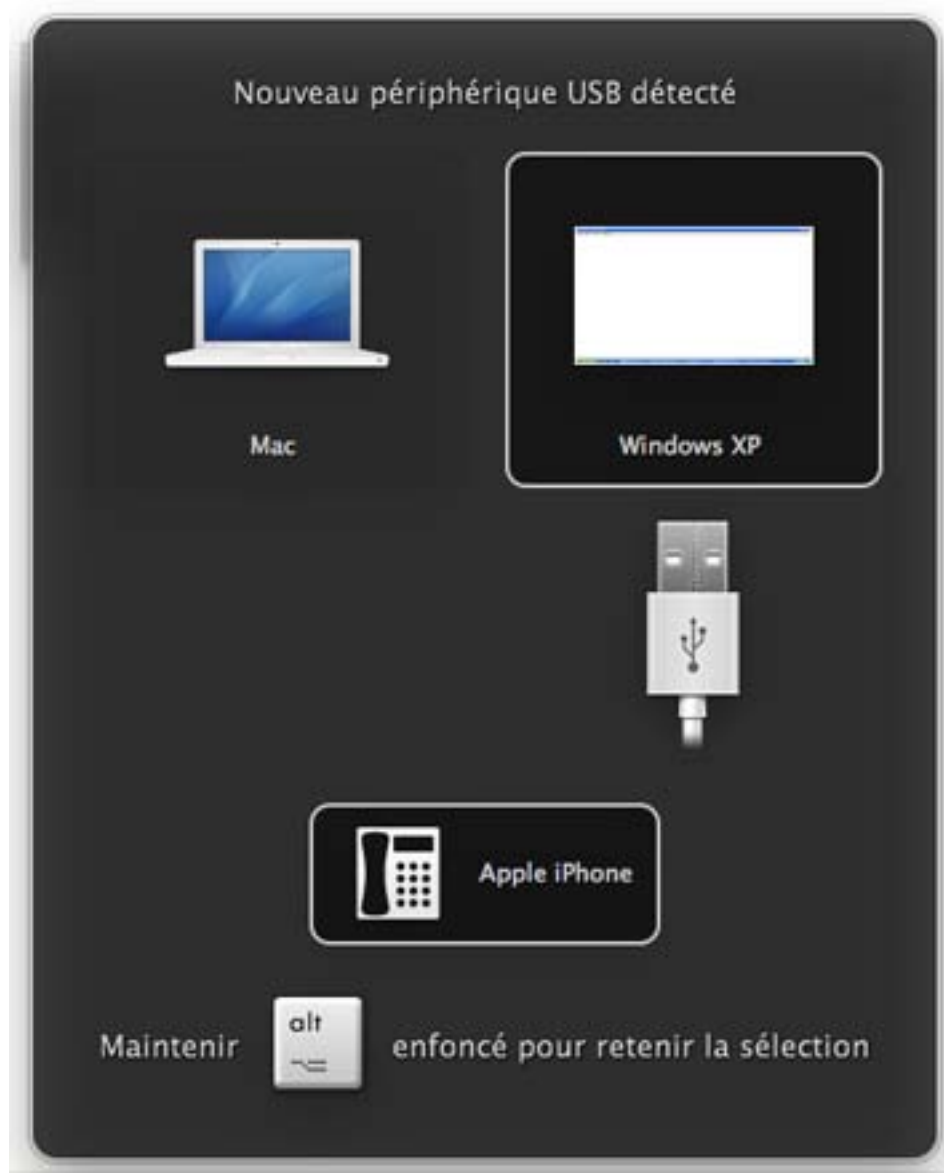 Nouveau périphérique USB détecté
Mac
Windows XP
Apple iPhone
Maintenir alt enfoncé pour retenir la sélection